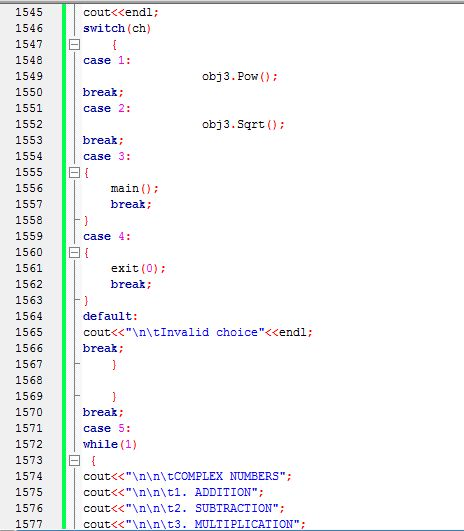 1545 cout<<endl;
1546 switch(ch)
1547 {
1548 case 1:
1549 obj3.Pow();
1550 break;
1551 case 2:
1552 obj3.Sqrt();
1553 break;
1554 case 3:
1555 {
1556 main();
1557 break;
1558 }
1559 case 4:
1560 {
1561 exit(0);
1562 break;
1563 }
1564 default:
1565 cout<<"\n\tInvalid choice"<<endl;
1566 break;
1567 }
1568
1569 }
1570 break;
1571 case 5:
1572 while(1)
1573 {
1574 cout<<"\n\n\tCOMPLEX NUMBERS";
1575 cout<<"\n\n\t1. ADDITION";
1576 cout<<"\n\n\t2. SUBTRACTION";
1577 cout<<"\n\n\t3. MULTIPLICATION";